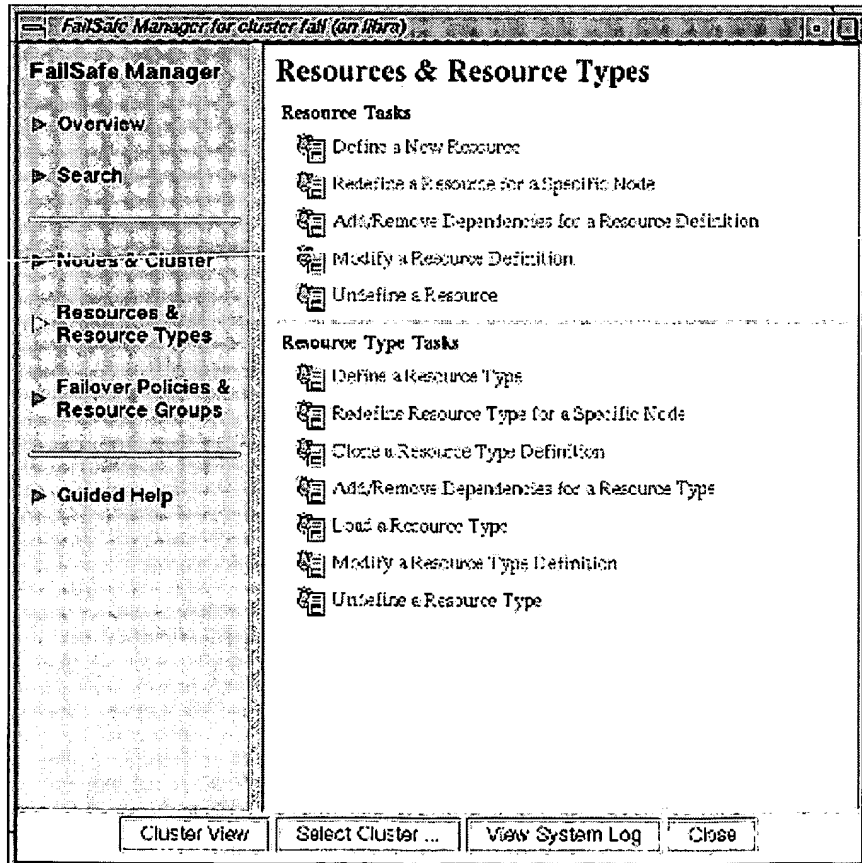 FailSafe Manager for cluster fail (on libra)
FailSafe Manager
Overview
Search
Nodes & Cluster
Resources &
Resource Types
Failover Policies &
Resource Groups
Guided Help
Resources & Resource Types
Resource Tasks
Define a New Resource
Redefine a Resource for a Specific Node
Add/Remove Dependencies for a Resource Definition
Modify a Resource Definition
Undefine a Resource
Resource Type Tasks
Define a Resource Type
Redefine Resource Type for a Specific Node
Clone a Resource Type Definition
Add/Remove Dependencies for a Resource Type
Load a Resource Type
Modify a Resource Type Definition
Undefine a Resource Type
Cluster View
Select Cluster ...
View System Log
Close